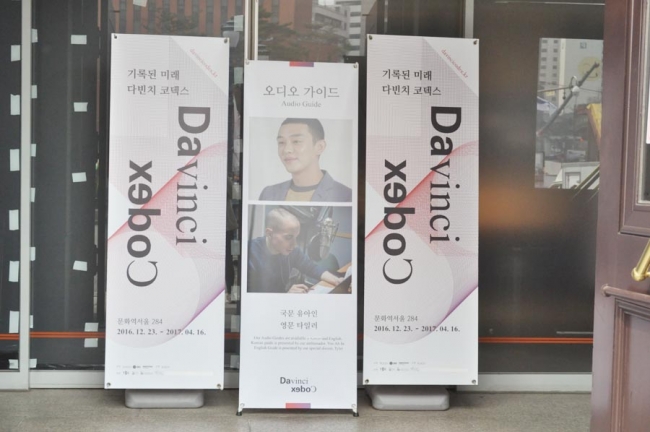 기록된 미래
다빈치 코덱스
Davinci
Codex
문화역서울 284
2016. 12. 23. - 2017. 04. 16.
오디오 가이드
Audio Guide
국문 유아인
영문 타일러
Davinci
Codex
기록된 미래
다빈치 코덱스
Davinci
Codex
문화역서울 284
2016. 12. 23. - 2017. 04. 16.